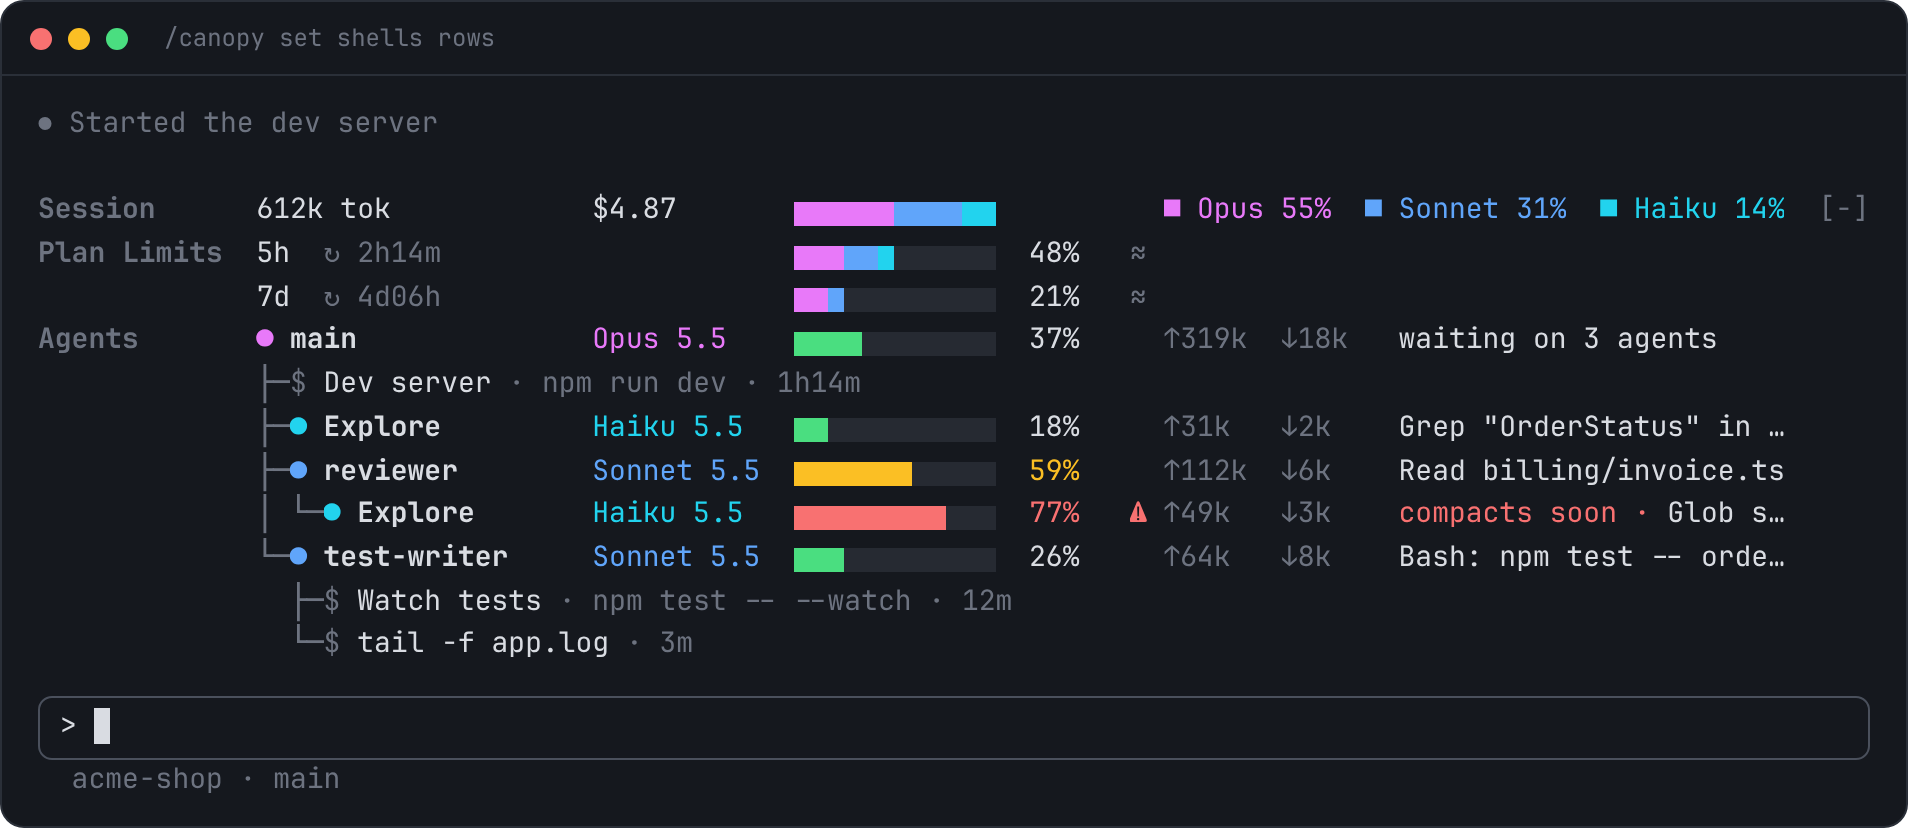 /canopy set shells rows
● Started the dev server
Session 612k tok $4.87 ■ Opus 55% ■ Sonnet 31% ■ Haiku 14% [-]
Plan Limits 5h ↻ 2h14m 48% ≈
7d ↻ 4d06h 21% ≈
Agents ● main Opus 5.5 37% ↑319k ↓18k waiting on 3 agents
├─$ Dev server · npm run dev · 1h14m
├─● Explore Haiku 5.5 18% ↑31k ↓2k Grep "OrderStatus" in …
├─● reviewer Sonnet 5.5 59% ↑112k ↓6k Read billing/invoice.ts
│ └─● Explore Haiku 5.5 77% ⚠ ↑49k ↓3k compacts soon · Glob s…
└─● test-writer Sonnet 5.5 26% ↑64k ↓8k Bash: npm test -- orde…
├─$ Watch tests · npm test -- --watch · 12m
└─$ tail -f app.log · 3m
>
acme-shop · main